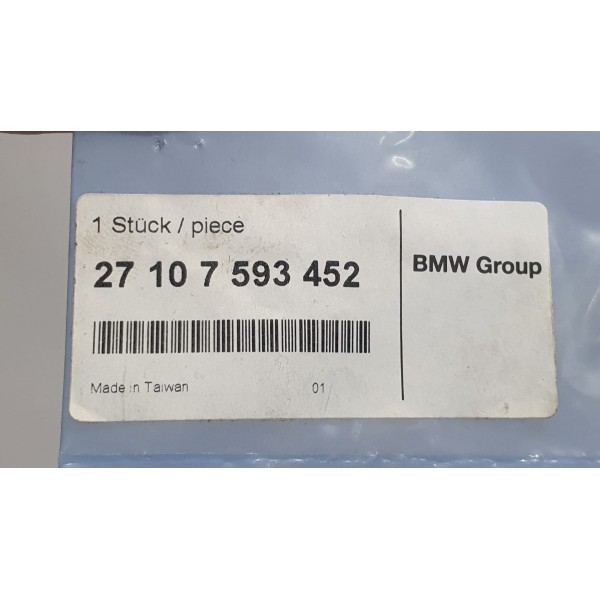 1 Stück / piece
27 10 7 593 452
BMW Group
Made in Taiwan 01